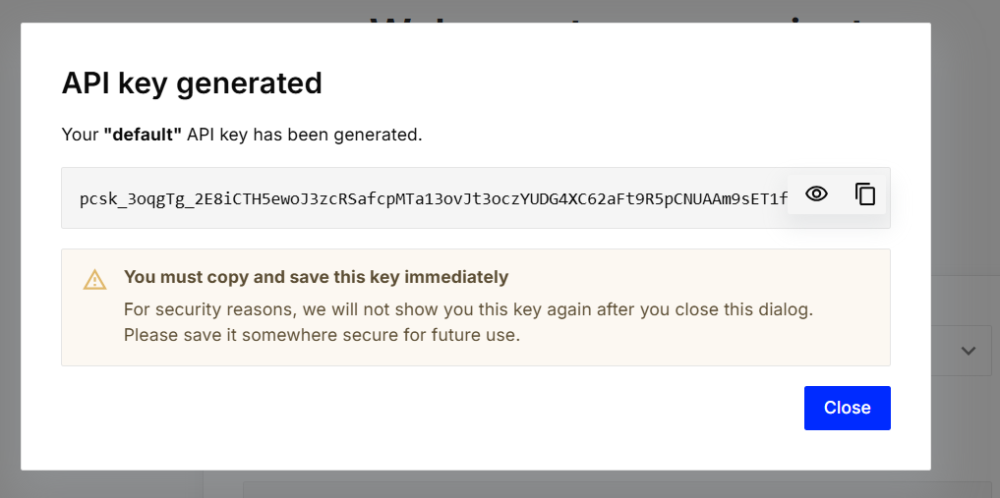 API key generated
Your "default" API key has been generated.
pcsk_3oqgTg_2E8iCTH5ewoJ3zcRSafcpMTa13ovJt3oczYUDG4XC62aFt9R5pCNUAAm9sET1f
You must copy and save this key immediately
For security reasons, we will not show you this key again after you close this dialog.
Please save it somewhere secure for future use.
Close